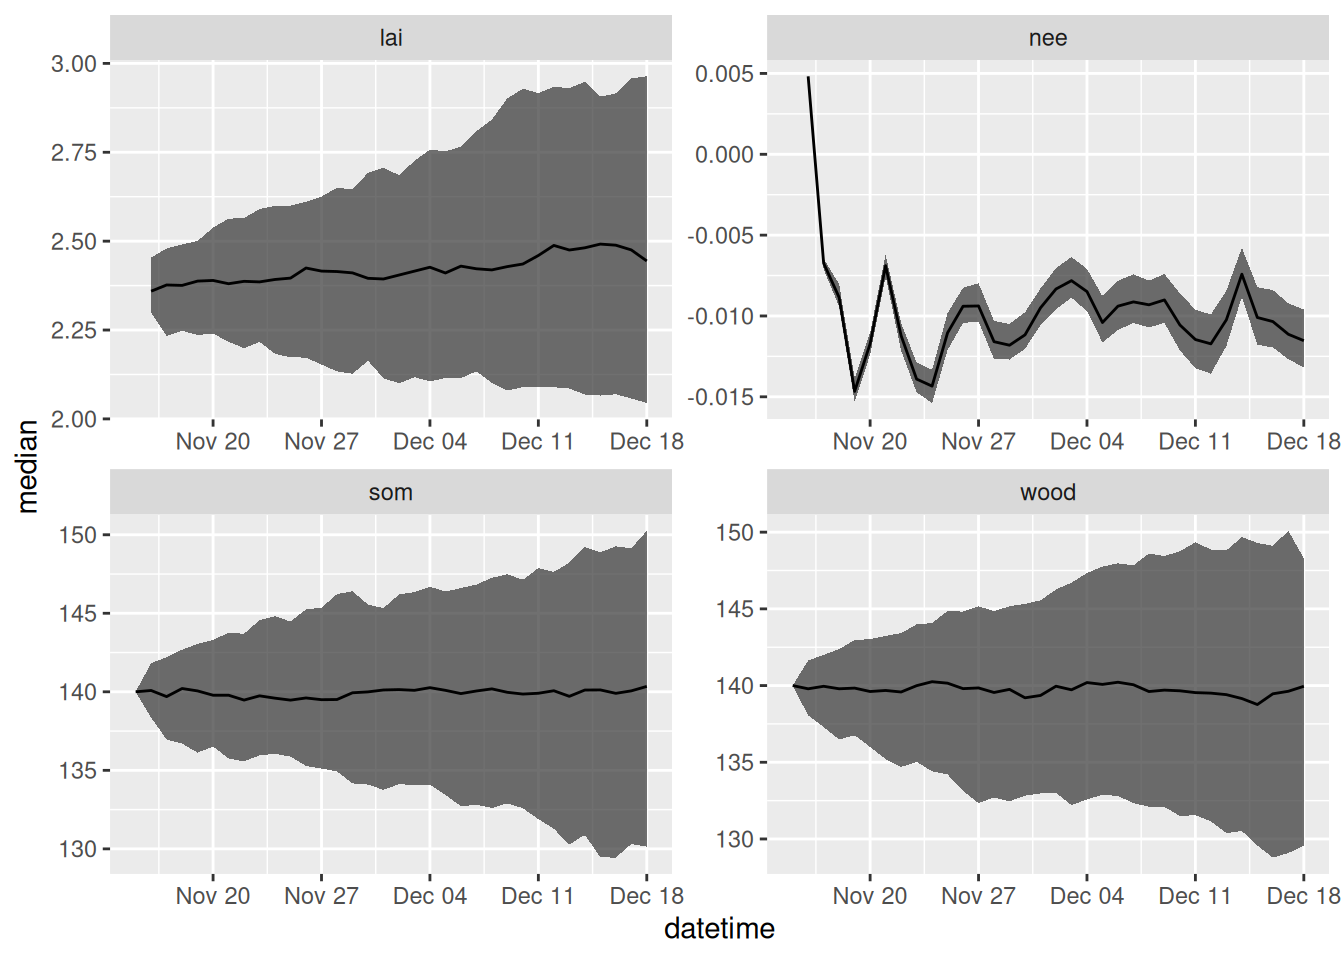 lai
3.00
2.75
2.50
2.25
2.00
Nov 20 Nov 27 Dec 04 Dec 11 Dec 18
nee
0.005
0.000
-0.005
-0.010
-0.015
Nov 20 Nov 27 Dec 04 Dec 11 Dec 18
median
som
150
145
140
135
130
Nov 20 Nov 27 Dec 04 Dec 11 Dec 18
wood
150
145
140
135
130
Nov 20 Nov 27 Dec 04 Dec 11 Dec 18
datetime